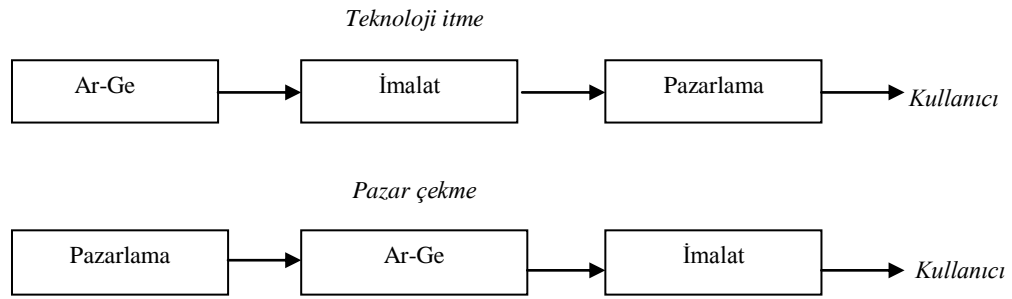 Teknoloji itme
Ar-Ge
İmalat
Pazarlama
Kullanıcı
Pazar çekme
Pazarlama
Ar-Ge
İmalat
Kullanıcı